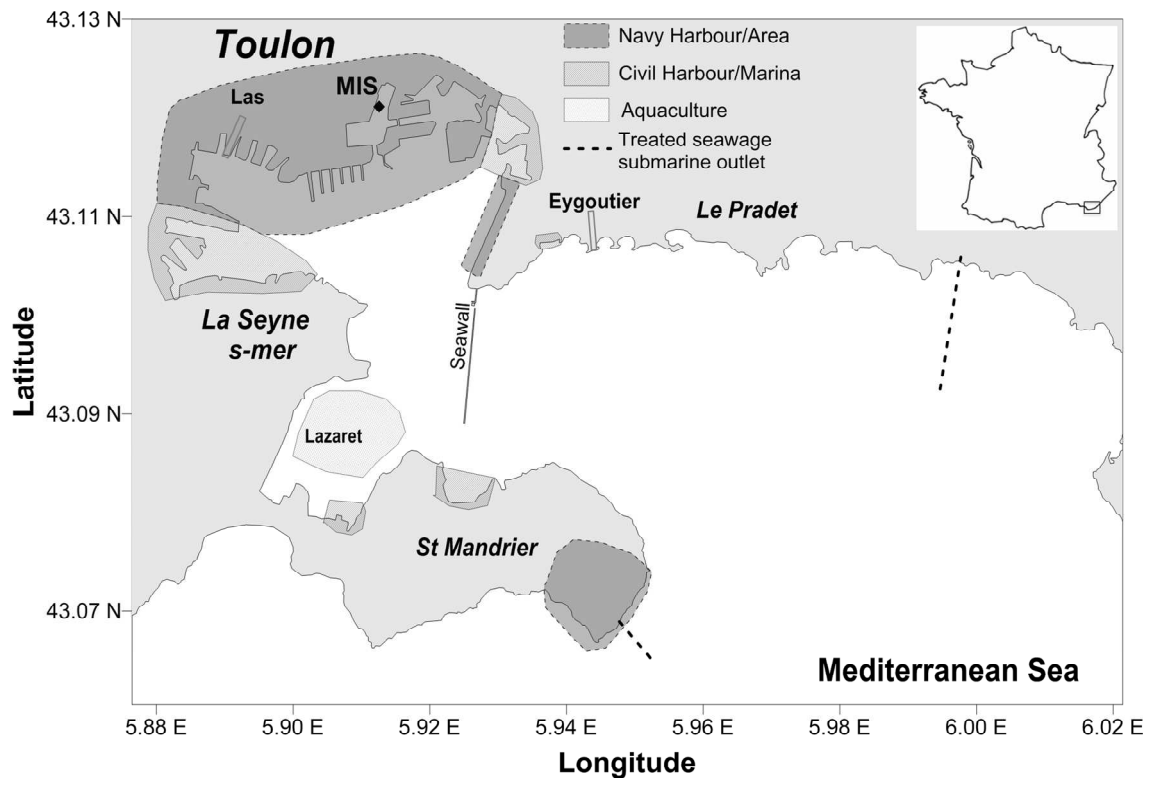 43.13 N
Toulon
Navy Harbour/Area
Civil Harbour/Marina
Aquaculture
Treated seawage
submarine outlet
MIS
Las
43.11 N
Eygoutier
Le Pradet
La Seyne
s-mer
Seawall
Latitude
43.09 N
Lazaret
St Mandrier
43.07 N
Mediterranean Sea
5.88 E
5.90 E
5.92 E
5.94 E
5.96 E
5.98 E
6.00 E
6.02 E
Longitude